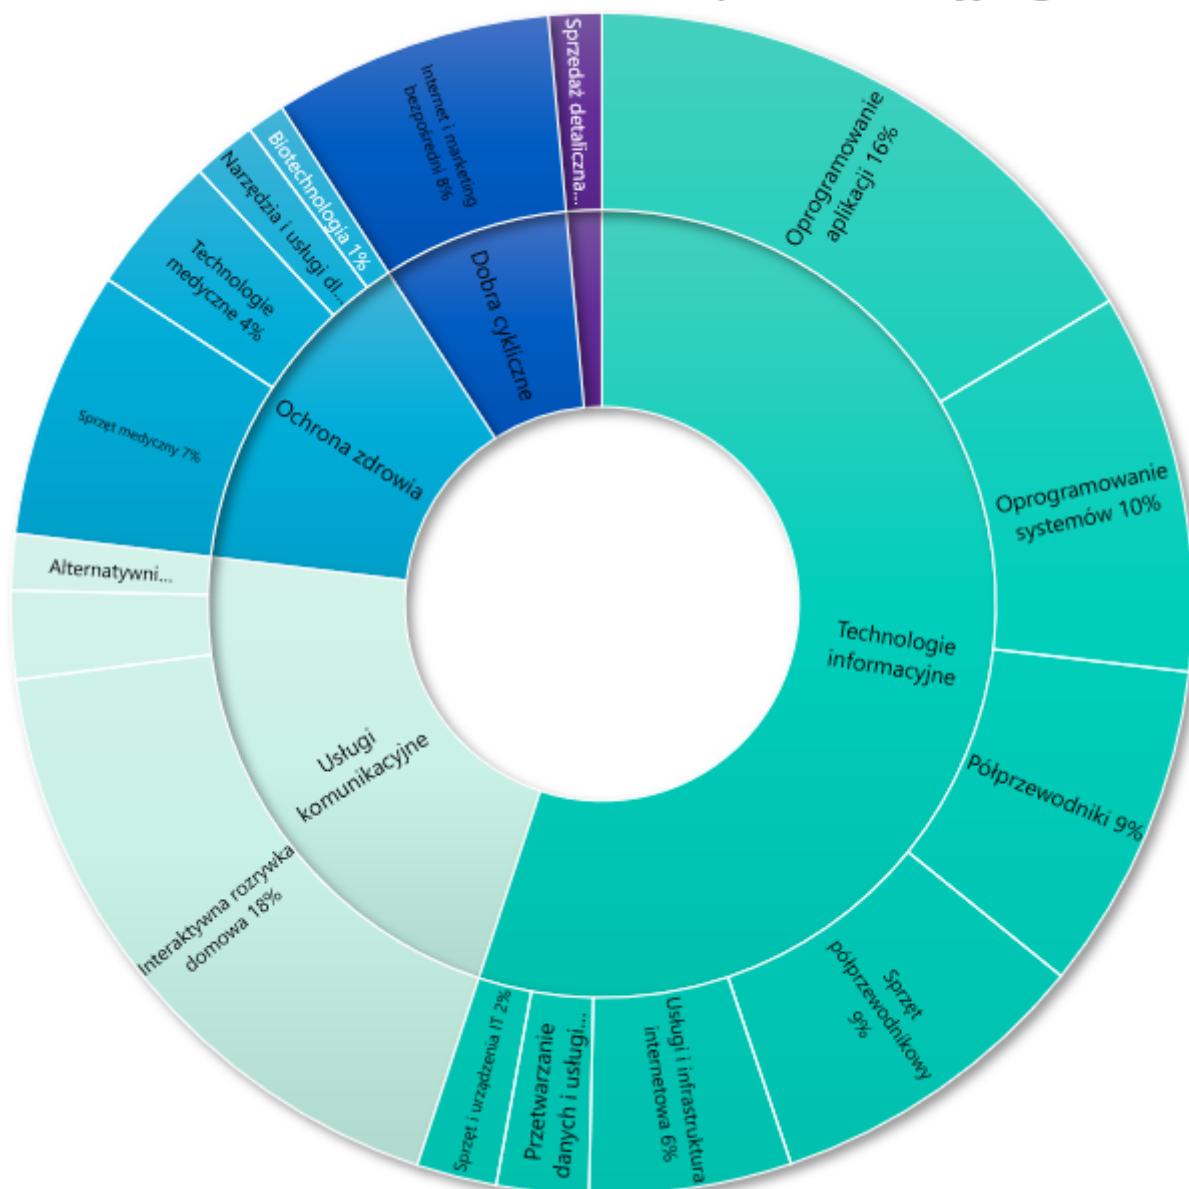 Oprogramowanie
aplikacji 16%
Oprogramowanie
systemów 10%
Półprzewodniki 9%
Sprzęt
półprzewodnikowy
9%
Usługi i infrastruktura
internetowa 6%
Przetwarzanie
danych i usługi...
Sprzęt i urządzenia IT 2%
Interaktywna rozrywka
domowa 18%
Alternatywni...
Sprzęt medyczny 7%
Technologie
medyczne 4%
Narzędzia i usługi dl...
Biotechnologia 1%
Internet i marketing
bezpośredni 8%
Sprzedaż detaliczna...
Technologie
informacyjne
Usługi
komunikacyjne
Ochrona zdrowia
Dobra cykliczne